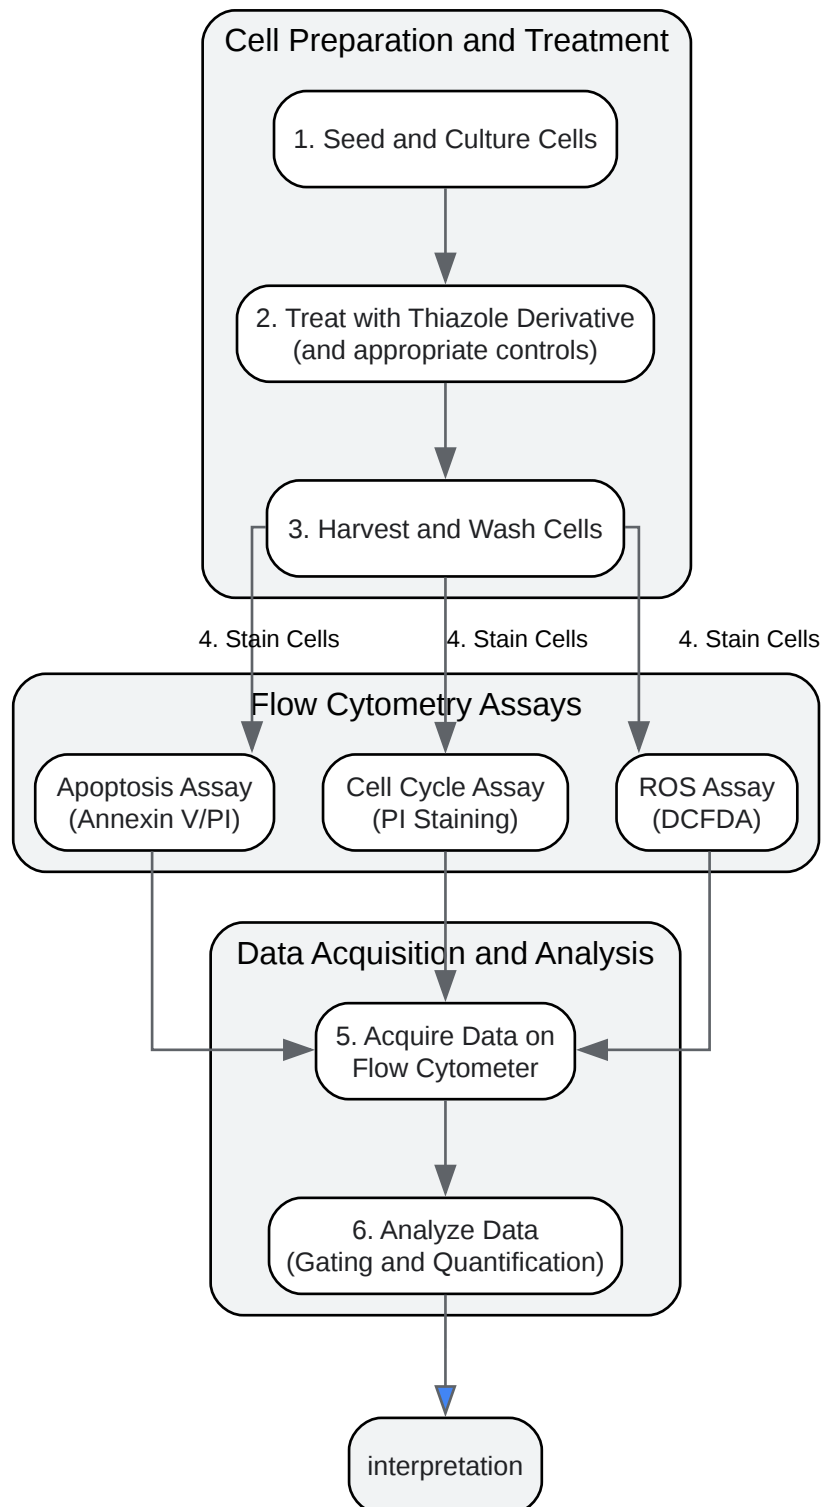 Cell Preparation and Treatment
1. Seed and Culture Cells
2. Treat with Thiazole Derivative
(and appropriate controls)
3. Harvest and Wash Cells
4. Stain Cells
4. Stain Cells
4. Stain Cells
Flow Cytometry Assays
Apoptosis Assay
(Annexin V/PI)
Cell Cycle Assay
(PI Staining)
ROS Assay
(DCFDA)
Data Acquisition and Analysis
5. Acquire Data on
Flow Cytometer
6. Analyze Data
(Gating and Quantification)
interpretation